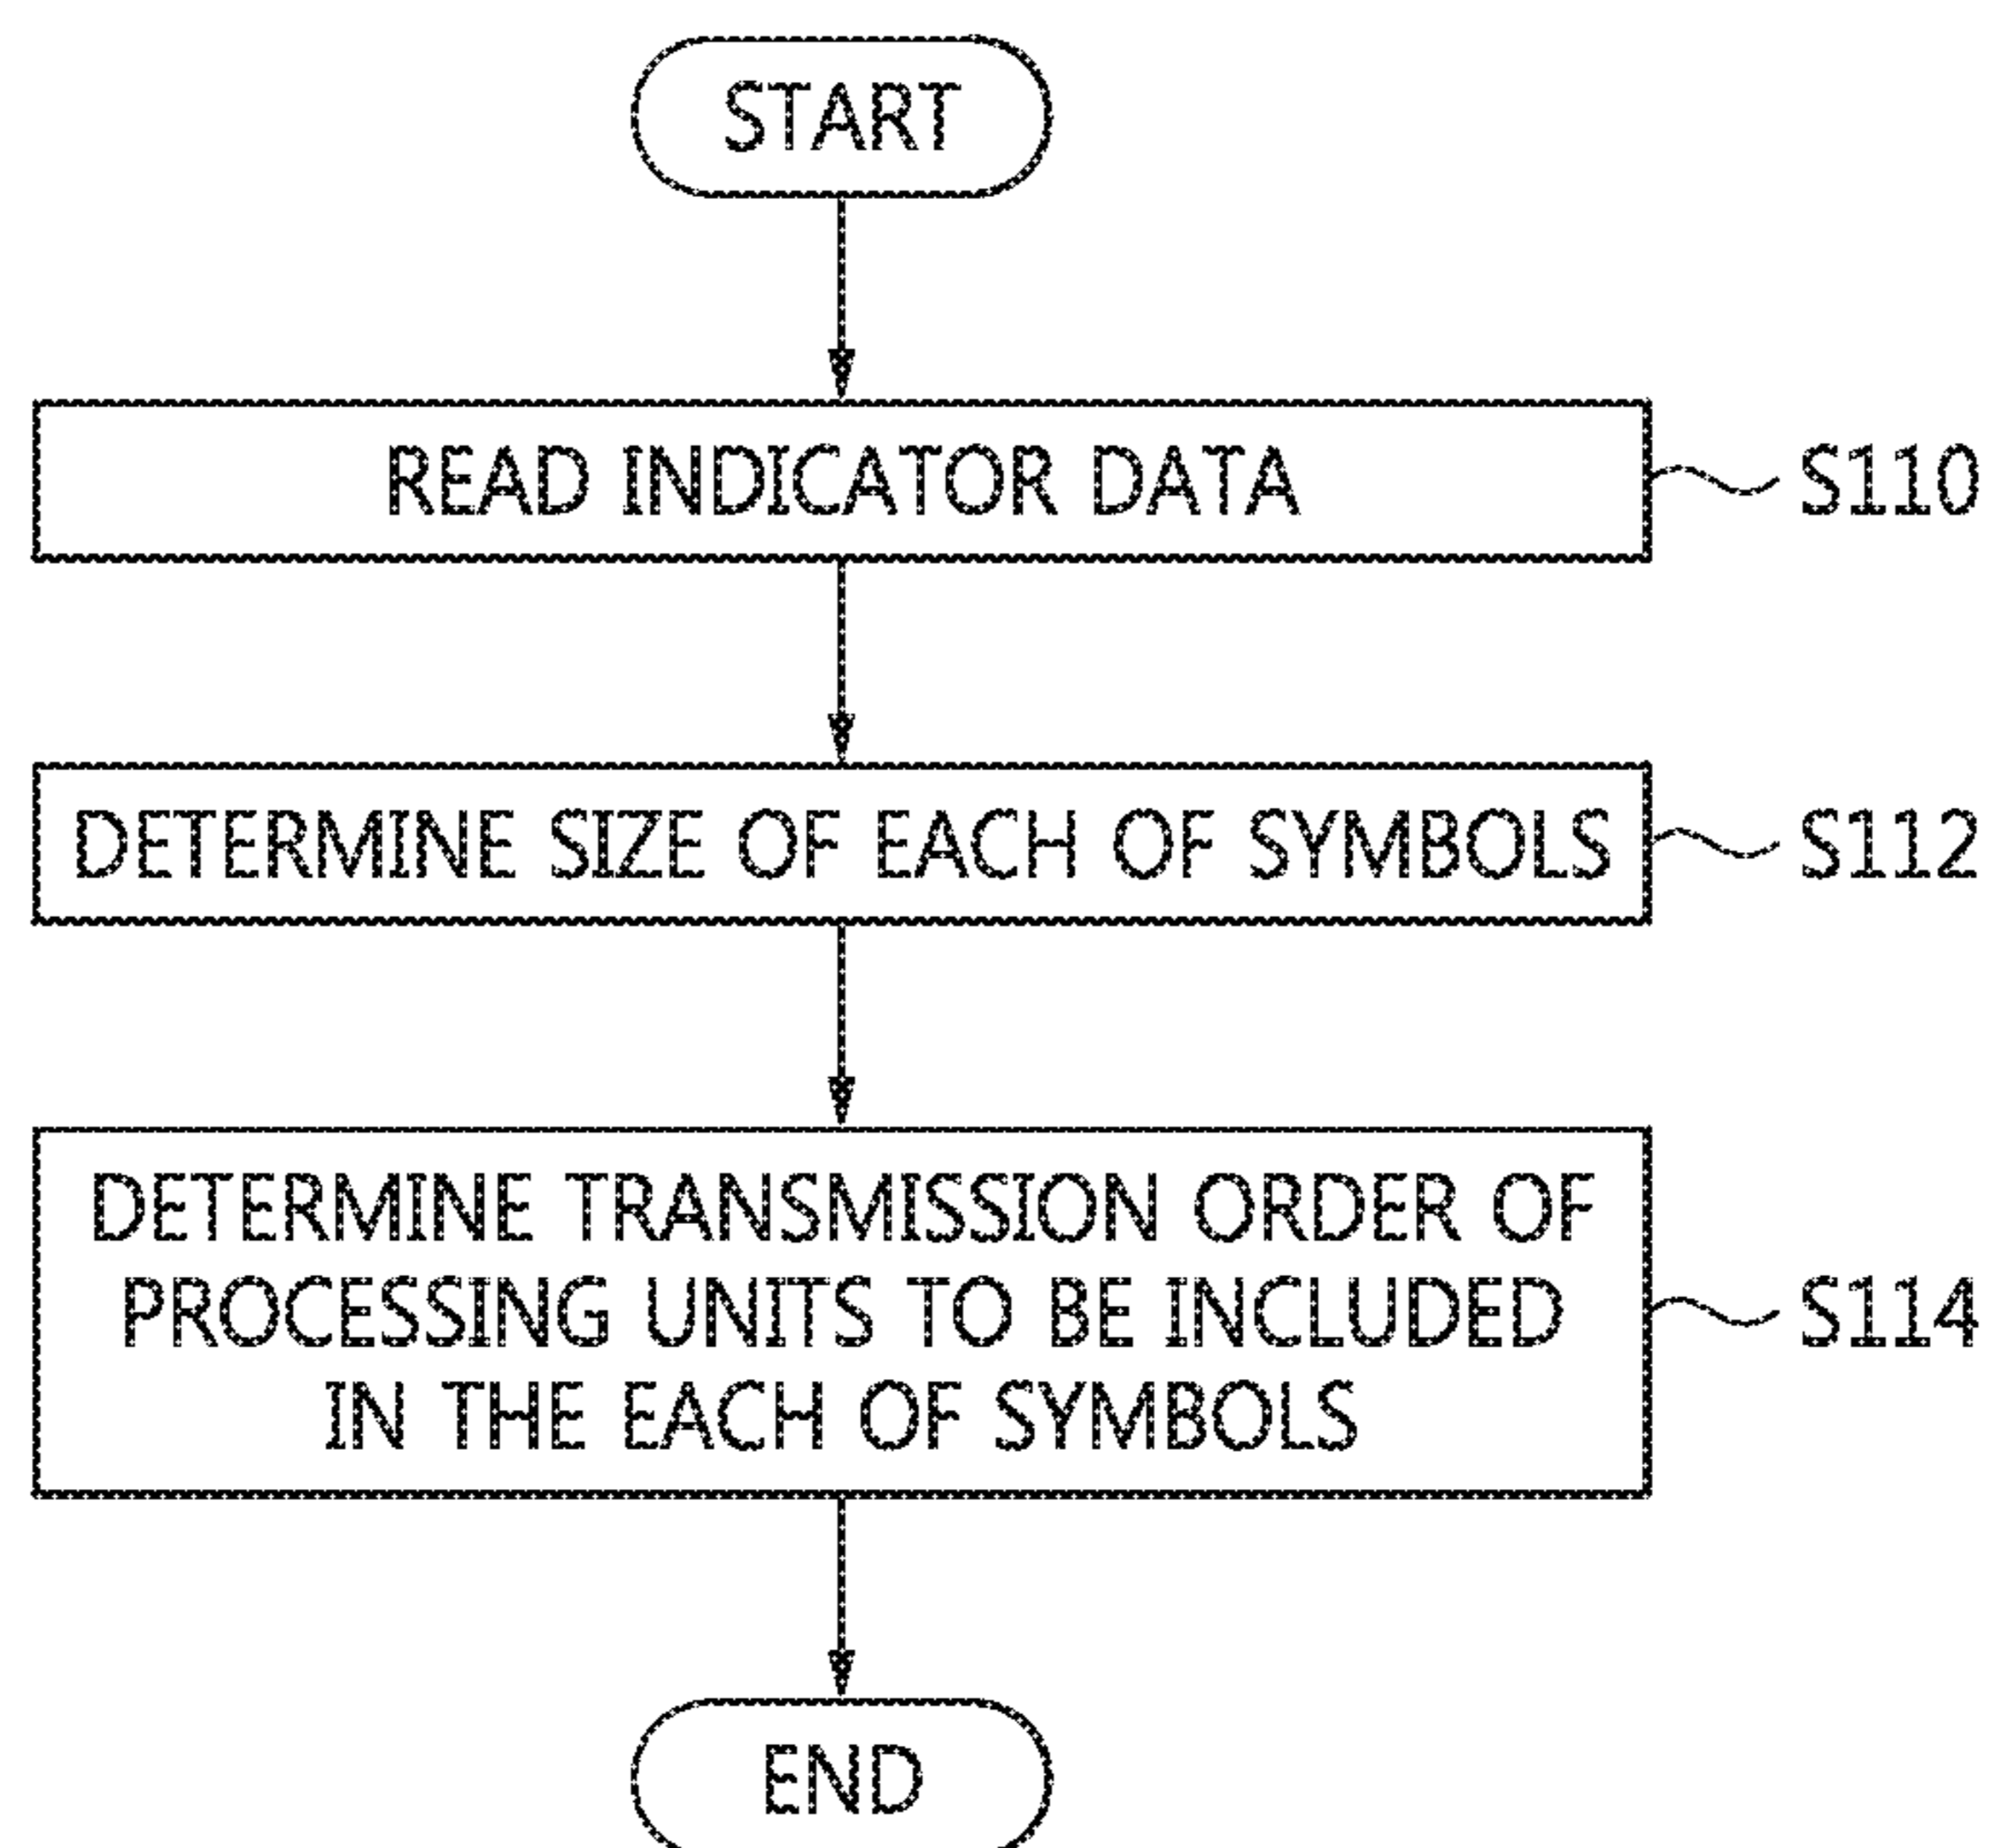 START
READ INDICATOR DATA
S110
DETERMINE SIZE OF EACH OF SYMBOLS
S112
DETERMINE TRANSMISSION ORDER OF
PROCESSING UNITS TO BE INCLUDED
IN THE EACH OF SYMBOLS
S114
END